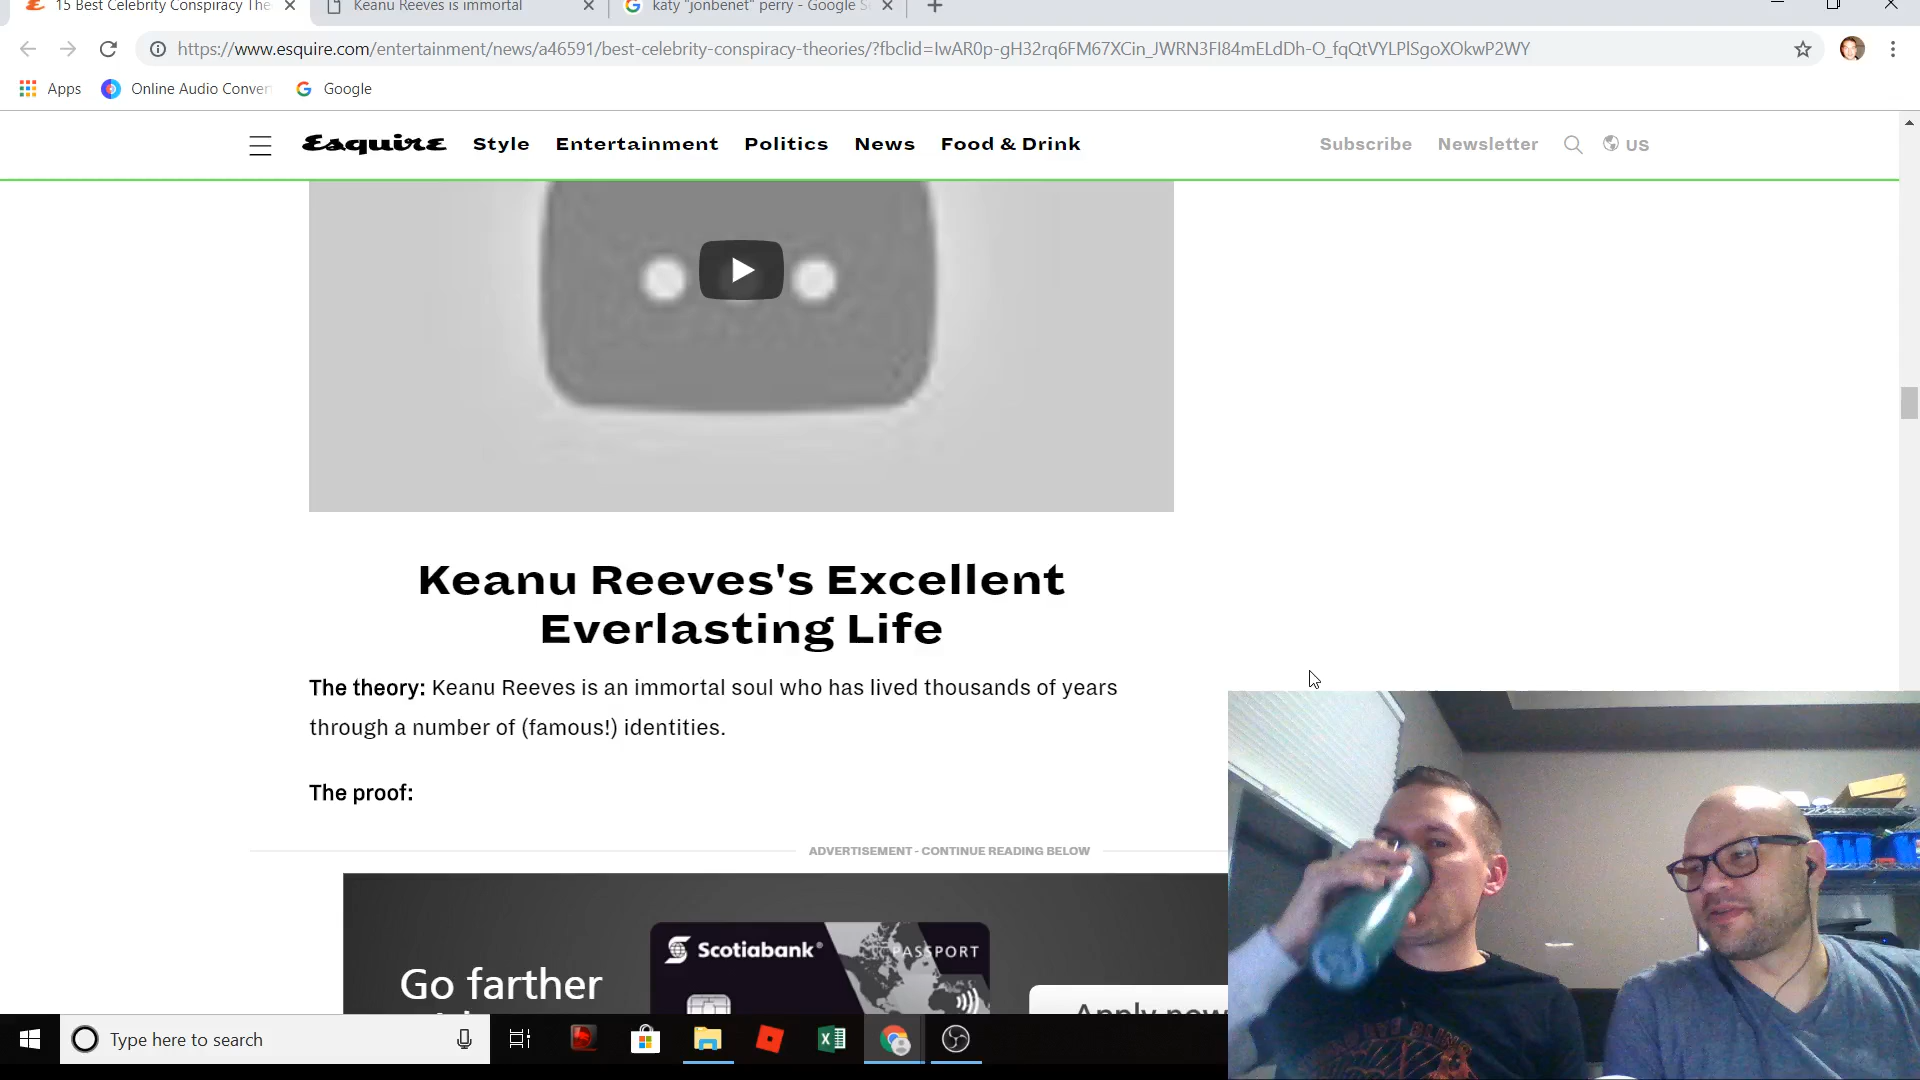 15 Best Celebrity Conspiracy The
Keanu Reeves is immortal
katy "jonbenet" perry - Google Se
https://www.esquire.com/entertainment/news/a46591/best-celebrity-conspiracy-theories/?fbclid=IwAR0p-gH32rq6FM67XCin_JWRN3FI84mELdDh-O_fqQtVYLPlSgoXOkwP2WY
Apps
Online Audio Conver
Google
Esquire
Style
Entertainment
Politics
News
Food & Drink
Subscribe
Newsletter
US
Keanu Reeves's Excellent
Everlasting Life
The theory: Keanu Reeves is an immortal soul who has lived thousands of years
through a number of (famous!) identities.
The proof:
ADVERTISEMENT - CONTINUE READING BELOW
Go farther
Scotiabank®
PASSPORT
Apply now
Type here to search